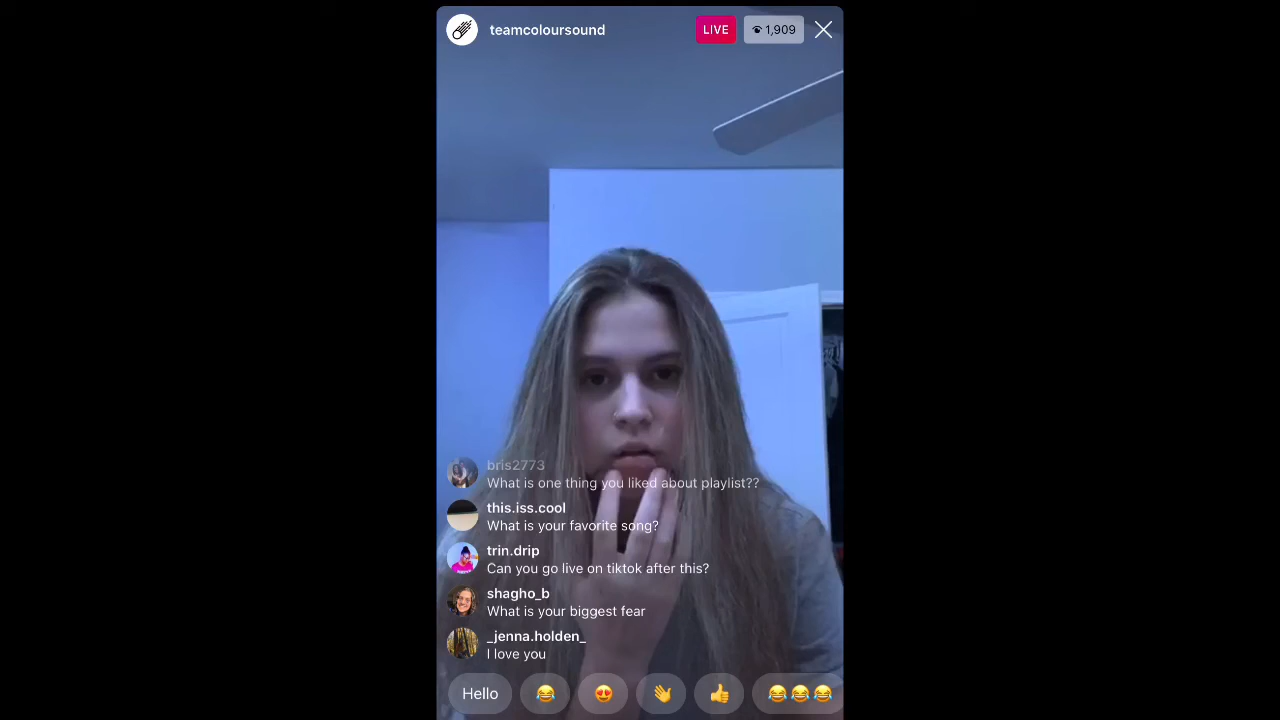 teamcoloursound
LIVE
1,909
bris2773
What is one thing you liked about playlist??
this.iss.cool
What is your favorite song?
trin.drip
Can you go live on tiktok after this?
shagho_b
What is your biggest fear
_jenna.holden_
I love you
Hello